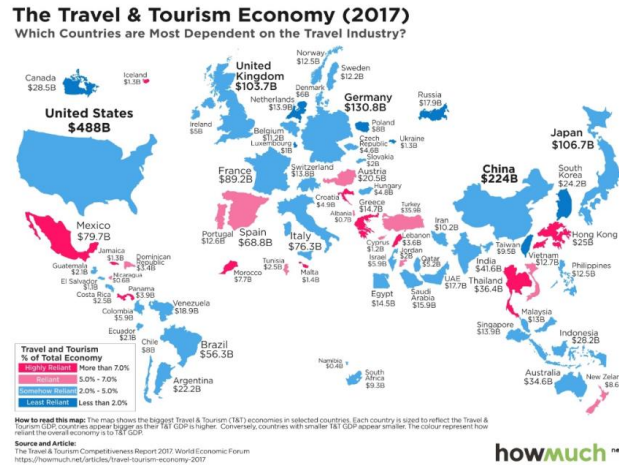 The Travel & Tourism Economy (2017)
Which Countries are Most Dependent on the Travel Industry?
Canada
$28.5B
Iceland
$1.3B
United States
$488B
Mexico
$79.7B
Jamaica
$1.3B
Dominican
Republic
$3.4B
Guatemala
$2.1B
Nicaragua
$0.6B
El Salvador
$1.1B
Costa Rica
$2.5B
Panama
$3.9B
Colombia
$5.9B
Venezuela
$18.9B
Ecuador
$2.1B
Chile
$8B
Brazil
$56.3B
Argentina
$22.2B
Norway
$12.5B
Sweden
$12.2B
United
Kingdom
$103.7B
Denmark
$6B
Netherlands
$13.9B
Germany
$130.8B
Russia
$17.9B
Ireland
$5B
Belgium
$11.2B
Luxembourg
$1B
Poland
$8B
Czech
Republic
$4.6B
Ukraine
$1.3B
Slovakia
$2B
France
$89.2B
Switzerland
$13.8B
Austria
$20.5B
Hungary
$4.8B
Croatia
$4.9B
Greece
$14.7B
Turkey
$35.9B
Albania
$0.7B
Portugal
$12.6B
Spain
$68.8B
Italy
$76.3B
Cyprus
$1.2B
Lebanon
$3.6B
Jordan
$2B
Iran
$10.2B
Israel
$5.9B
Qatar
$5.2B
Morocco
$7.7B
Tunisia
$2.5B
Malta
$1.4B
Egypt
$14.5B
Saudi
Arabia
$15.9B
UAE
$17.7B
Namibia
$0.4B
South
Africa
$9.3B
China
$224B
Japan
$106.7B
South
Korea
$24.2B
Hong Kong
$25B
Taiwan
$9.5B
India
$41.6B
Vietnam
$12.7B
Thailand
$36.4B
Philippines
$12.5B
Malaysia
$13B
Singapore
$13.9B
Indonesia
$28.2B
Australia
$34.6B
New Zeal
$8.6
Travel and Tourism
% of Total Economy
Highly Reliant More than 7.0%
Reliant 5.0% - 7.0%
Somehow Reliant 2.0% - 5.0%
Least Reliant Less than 2.0%
How to read this map: The map shows the biggest Travel & Tourism (T&T) economies in selected countries. Each country is sized to reflect the Travel &
Tourism GDP, countries appear bigger as their T&T GDP is higher. Conversely, countries with smaller T&T GDP appear smaller. The colour represent how
reliant the overall economy is to T&T GDP.
Source and Article:
The Travel & Tourism Competitiveness Report 2017. World Economic Forum
https://howmuch.net/articles/travel-tourism-economy-2017
howmuch ne